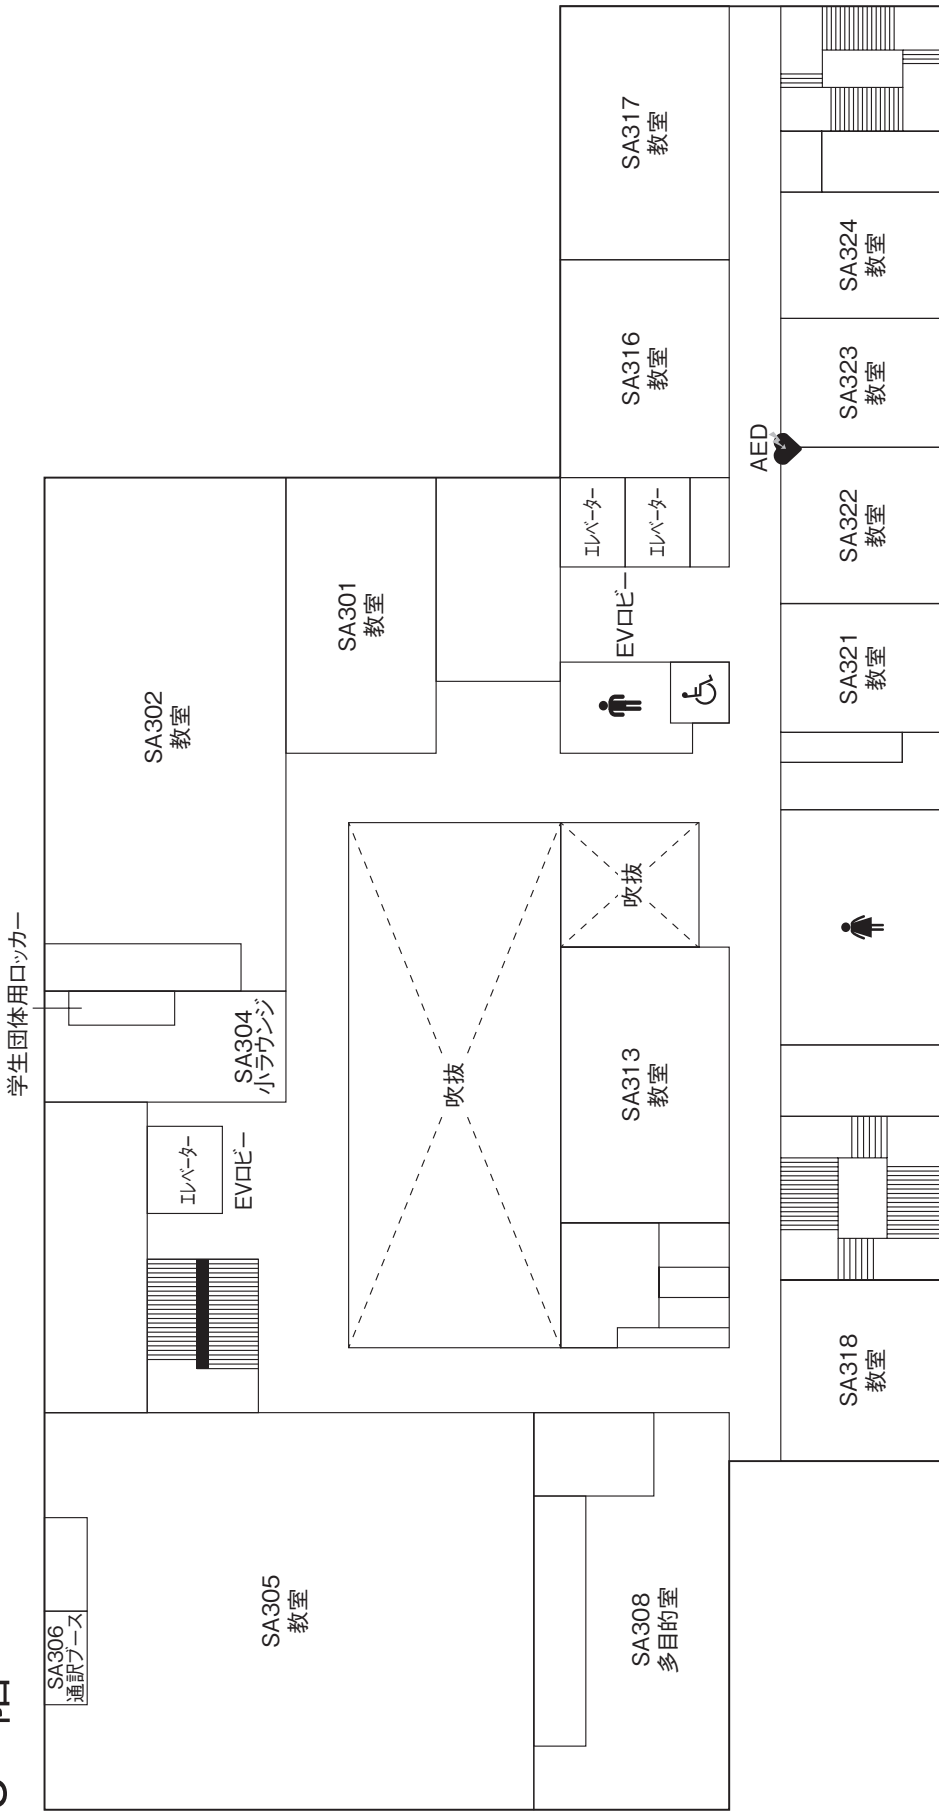 学生団体用ロッカー
SA306
通訳ブース
SA302
教室
エレベーター
EVロビー
SA304
小ラウンジ
SA305
教室
SA301
教室
吹抜
SA308
多目的室
SA313
教室
吹抜
EVロビー
エレベーター
エレベーター
SA316
教室
SA317
教室
AED
SA318
教室
SA321
教室
SA322
教室
SA323
教室
SA324
教室